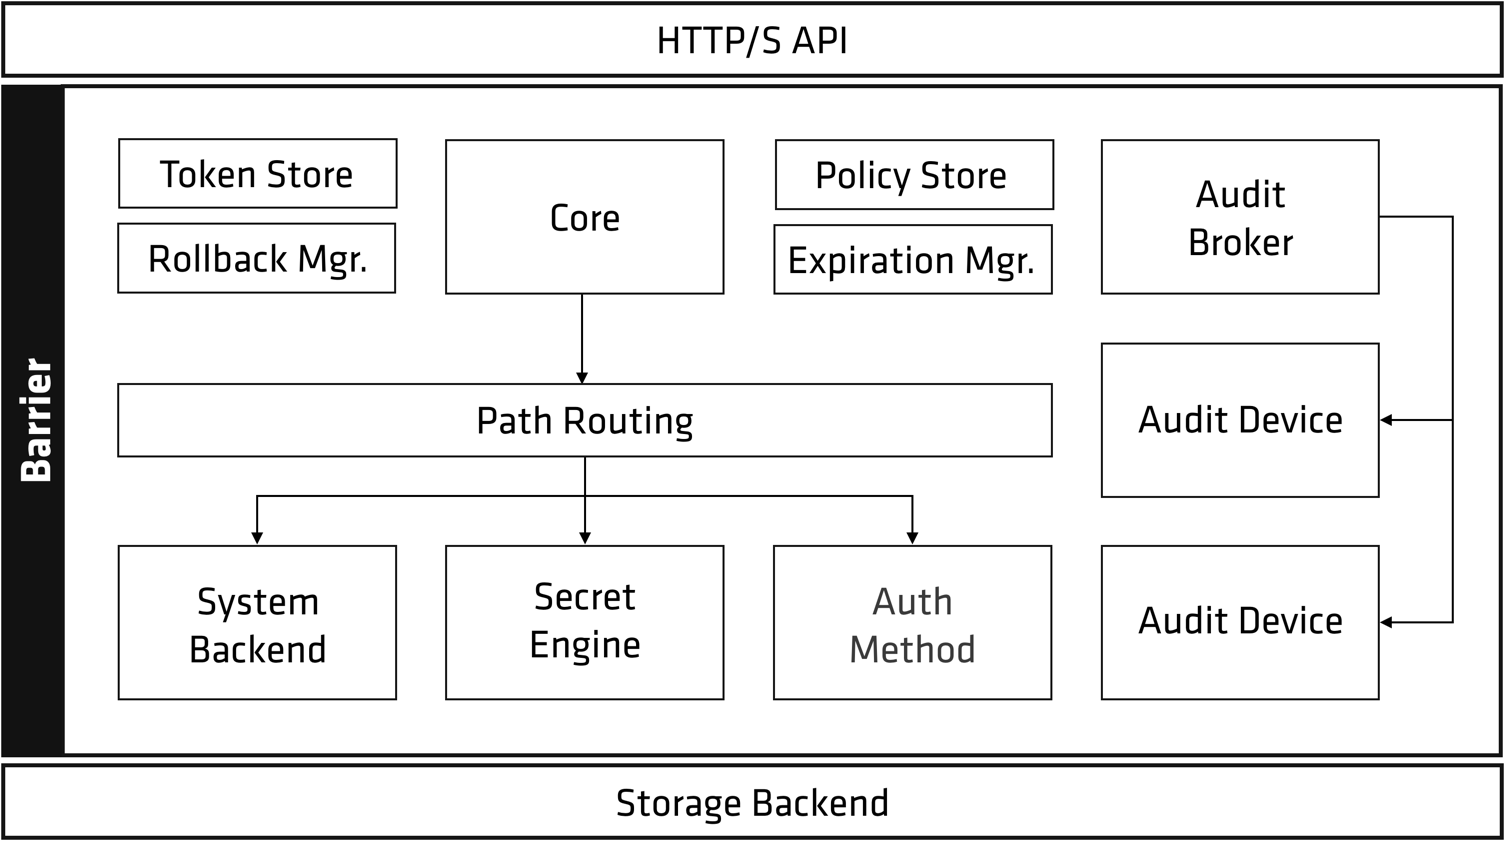 HTTP/S API
Barrier
Token Store
Rollback Mgr.
Core
Policy Store
Expiration Mgr.
Audit
Broker
Path Routing
Audit Device
System
Backend
Secret
Engine
Auth
Method
Audit Device
Storage Backend